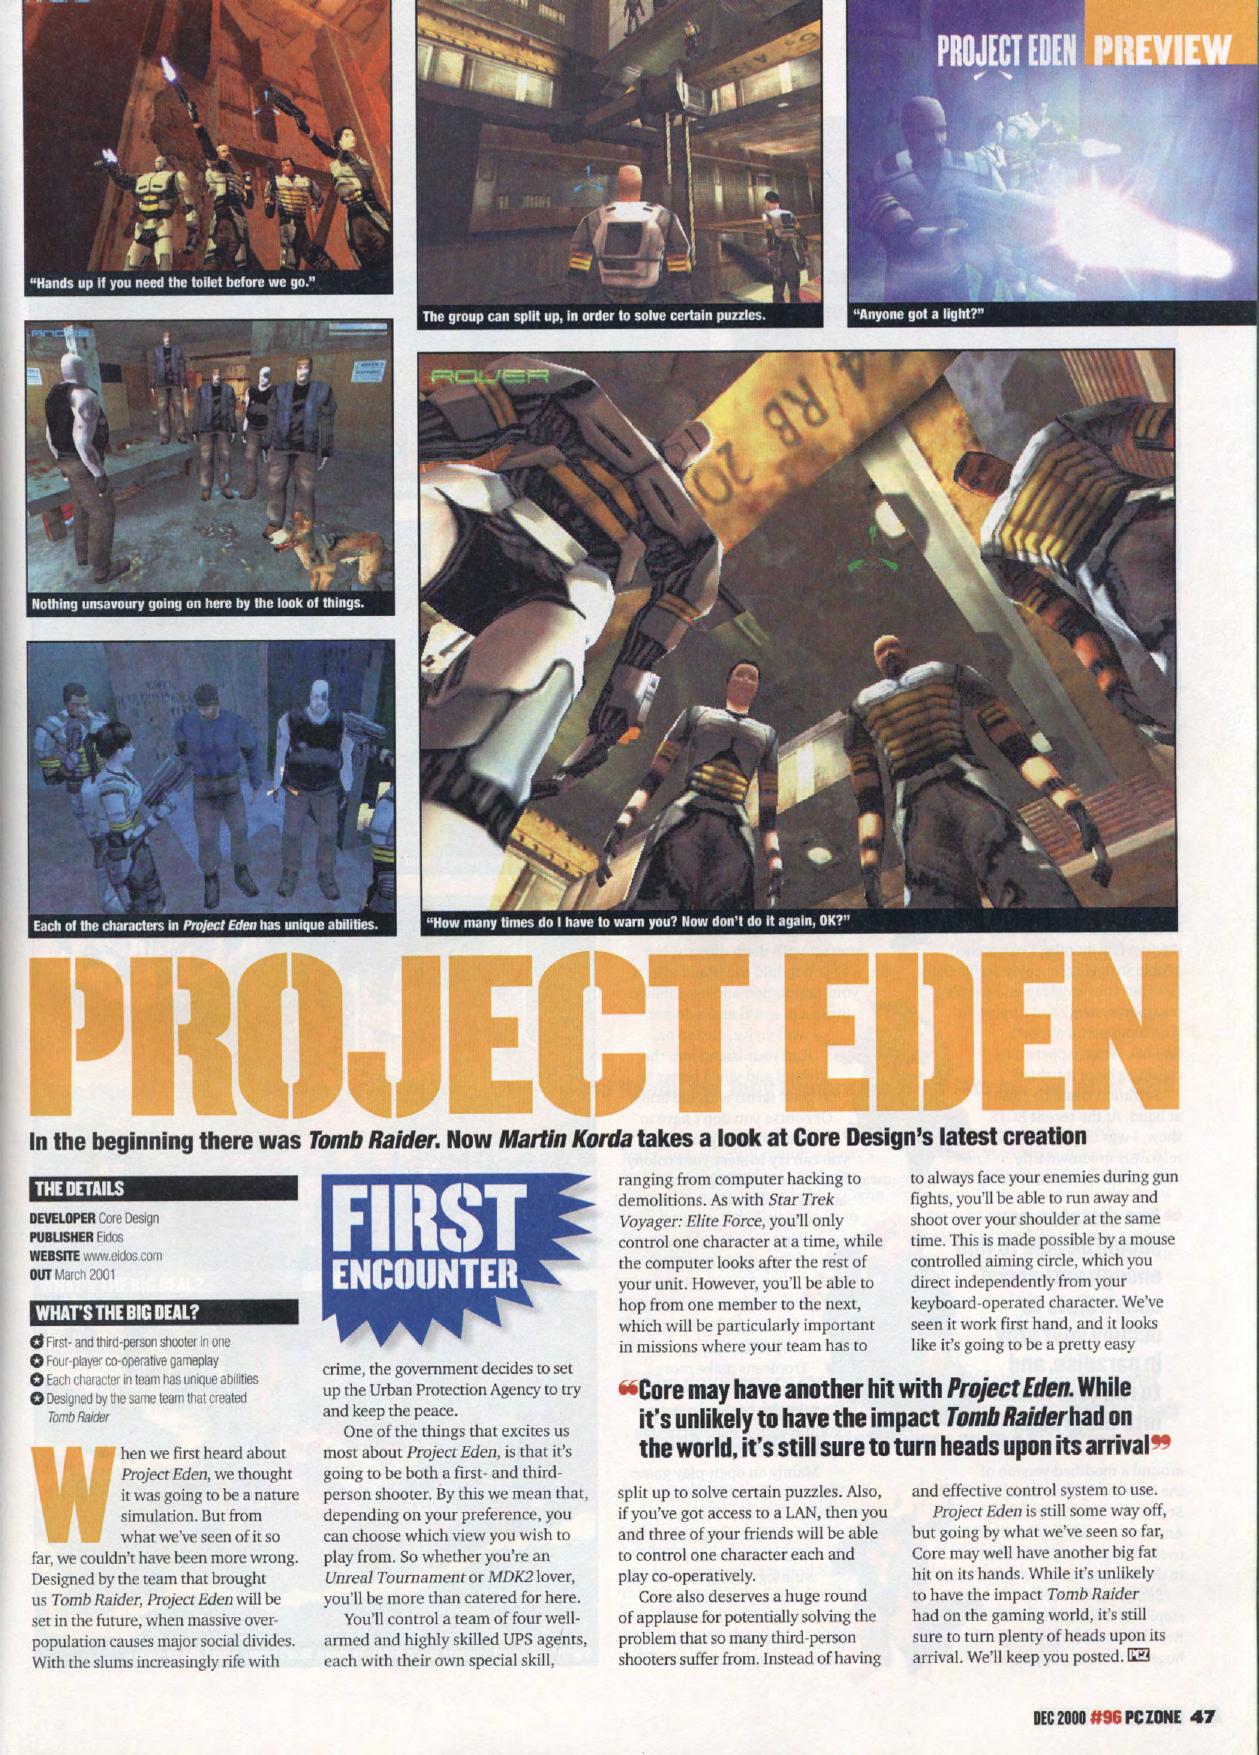 PROJECT EDEN PREVIEW
"Hands up if you need the toilet before we go."
The group can split up, in order to solve certain puzzles.
"Anyone got a light?"
ANDRE
Nothing unsavoury going on here by the look of things.
ROVER
4/RB
20
Each of the characters in Project Eden has unique abilities.
"How many times do I have to warn you? Now don't do it again, OK?"
PROJECT EDEN
In the beginning there was Tomb Raider. Now Martin Korda takes a look at Core Design's latest creation
THE DETAILS
DEVELOPER Core Design
PUBLISHER Eidos
WEBSITE www.eidos.com
OUT March 2001
WHAT'S THE BIG DEAL?
First- and third-person shooter in one
Four-player co-operative gameplay
Each character in team has unique abilities
Designed by the same team that created
Tomb Raider
When we first heard about
Project Eden, we thought
it was going to be a nature
simulation. But from
what we've seen of it so
far, we couldn't have been more wrong.
Designed by the team that brought
us Tomb Raider, Project Eden will be
set in the future, when massive over-
population causes major social divides.
With the slums increasingly rife with
FIRST
ENCOUNTER
crime, the government decides to set
up the Urban Protection Agency to try
and keep the peace.
One of the things that excites us
most about Project Eden, is that it's
going to be both a first- and third-
person shooter. By this we mean that,
depending on your preference, you
can choose which view you wish to
play from. So whether you're an
Unreal Tournament or MDK2 lover,
you'll be more than catered for here.
You'll control a team of four well-
armed and highly skilled UPS agents,
each with their own special skill,
ranging from computer hacking to
demolitions. As with Star Trek
Voyager: Elite Force, you'll only
control one character at a time, while
the computer looks after the rest of
your unit. However, you'll be able to
hop from one member to the next,
which will be particularly important
in missions where your team has to
split up to solve certain puzzles. Also,
if you've got access to a LAN, then you
and three of your friends will be able
to control one character each and
play co-operatively.
Core also deserves a huge round
of applause for potentially solving the
problem that so many third-person
shooters suffer from. Instead of having
to always face your enemies during gun
fights, you'll be able to run away and
shoot over your shoulder at the same
time. This is made possible by a mouse
controlled aiming circle, which you
direct independently from your
keyboard-operated character. We've
seen it work first hand, and it looks
like it's going to be a pretty easy
and effective control system to use.
Project Eden is still some way off,
but going by what we've seen so far,
Core may well have another big fat
hit on its hands. While it's unlikely
to have the impact Tomb Raider
had on the gaming world, it's still
sure to turn plenty of heads upon its
arrival. We'll keep you posted. PCZ
“Core may have another hit with Project Eden. While
it's unlikely to have the impact Tomb Raider had on
the world, it's still sure to turn heads upon its arrival”
DEC 2000 #96 PC ZONE 47